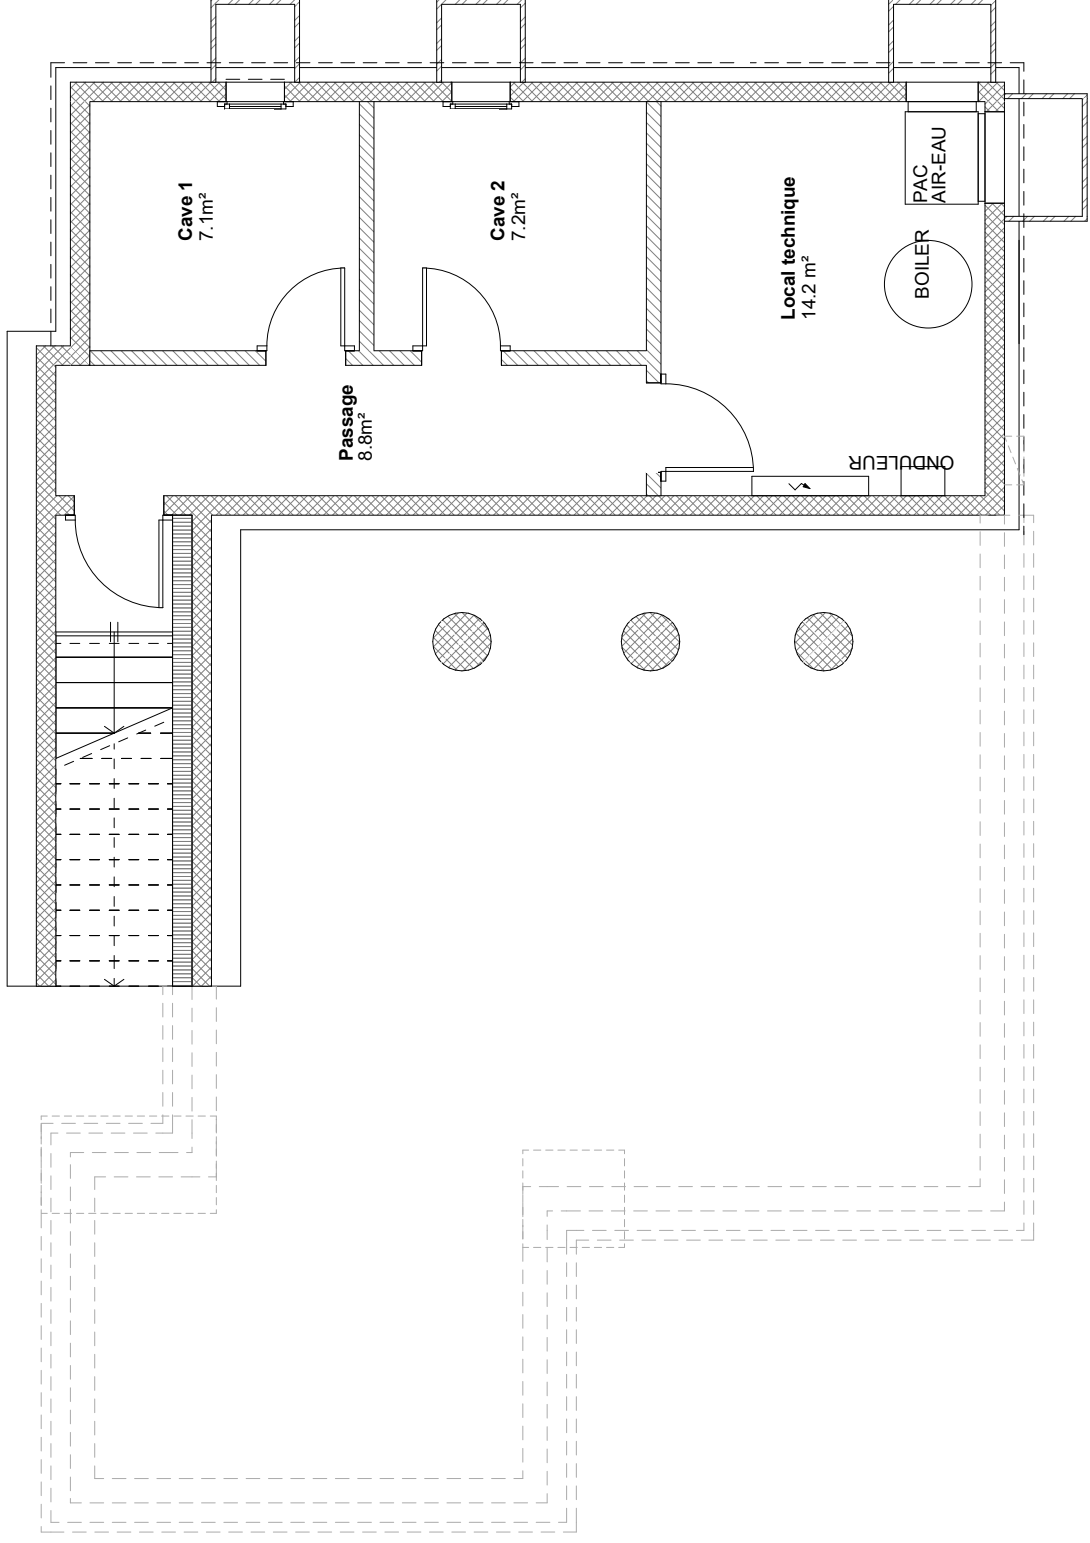 Cave 1
7.1m²
Cave 2
7.2m²
Local technique
14.2 m²
PAC
AIR-EAU
BOILER
Passage
8.8m²
ONDULEUR